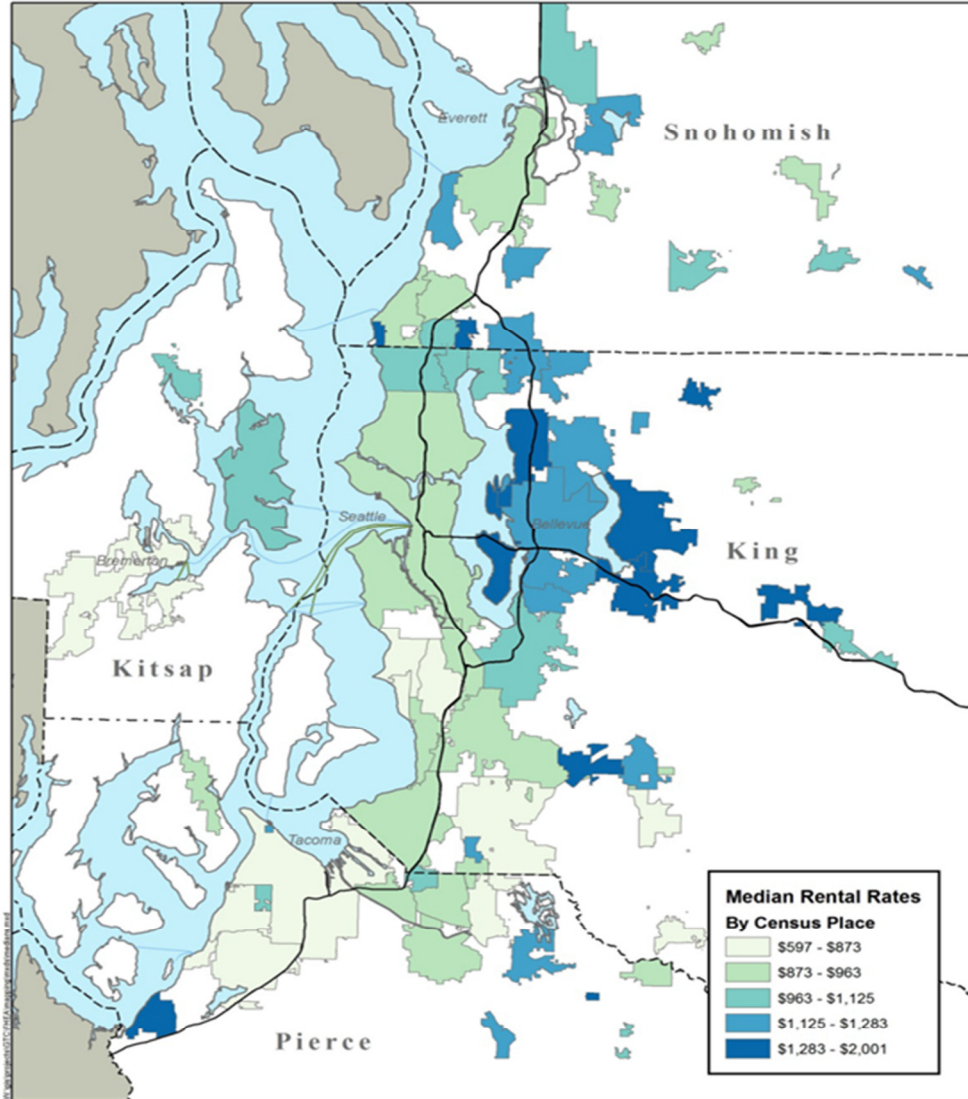 Everett
Snohomish
Seattle
Bellevue
Bremerton
King
Kitsap
Tacoma
Median Rental Rates
By Census Place
$597 - $873
$873 - $963
$963 - $1,125
$1,125 - $1,283
$1,283 - $2,001
Pierce